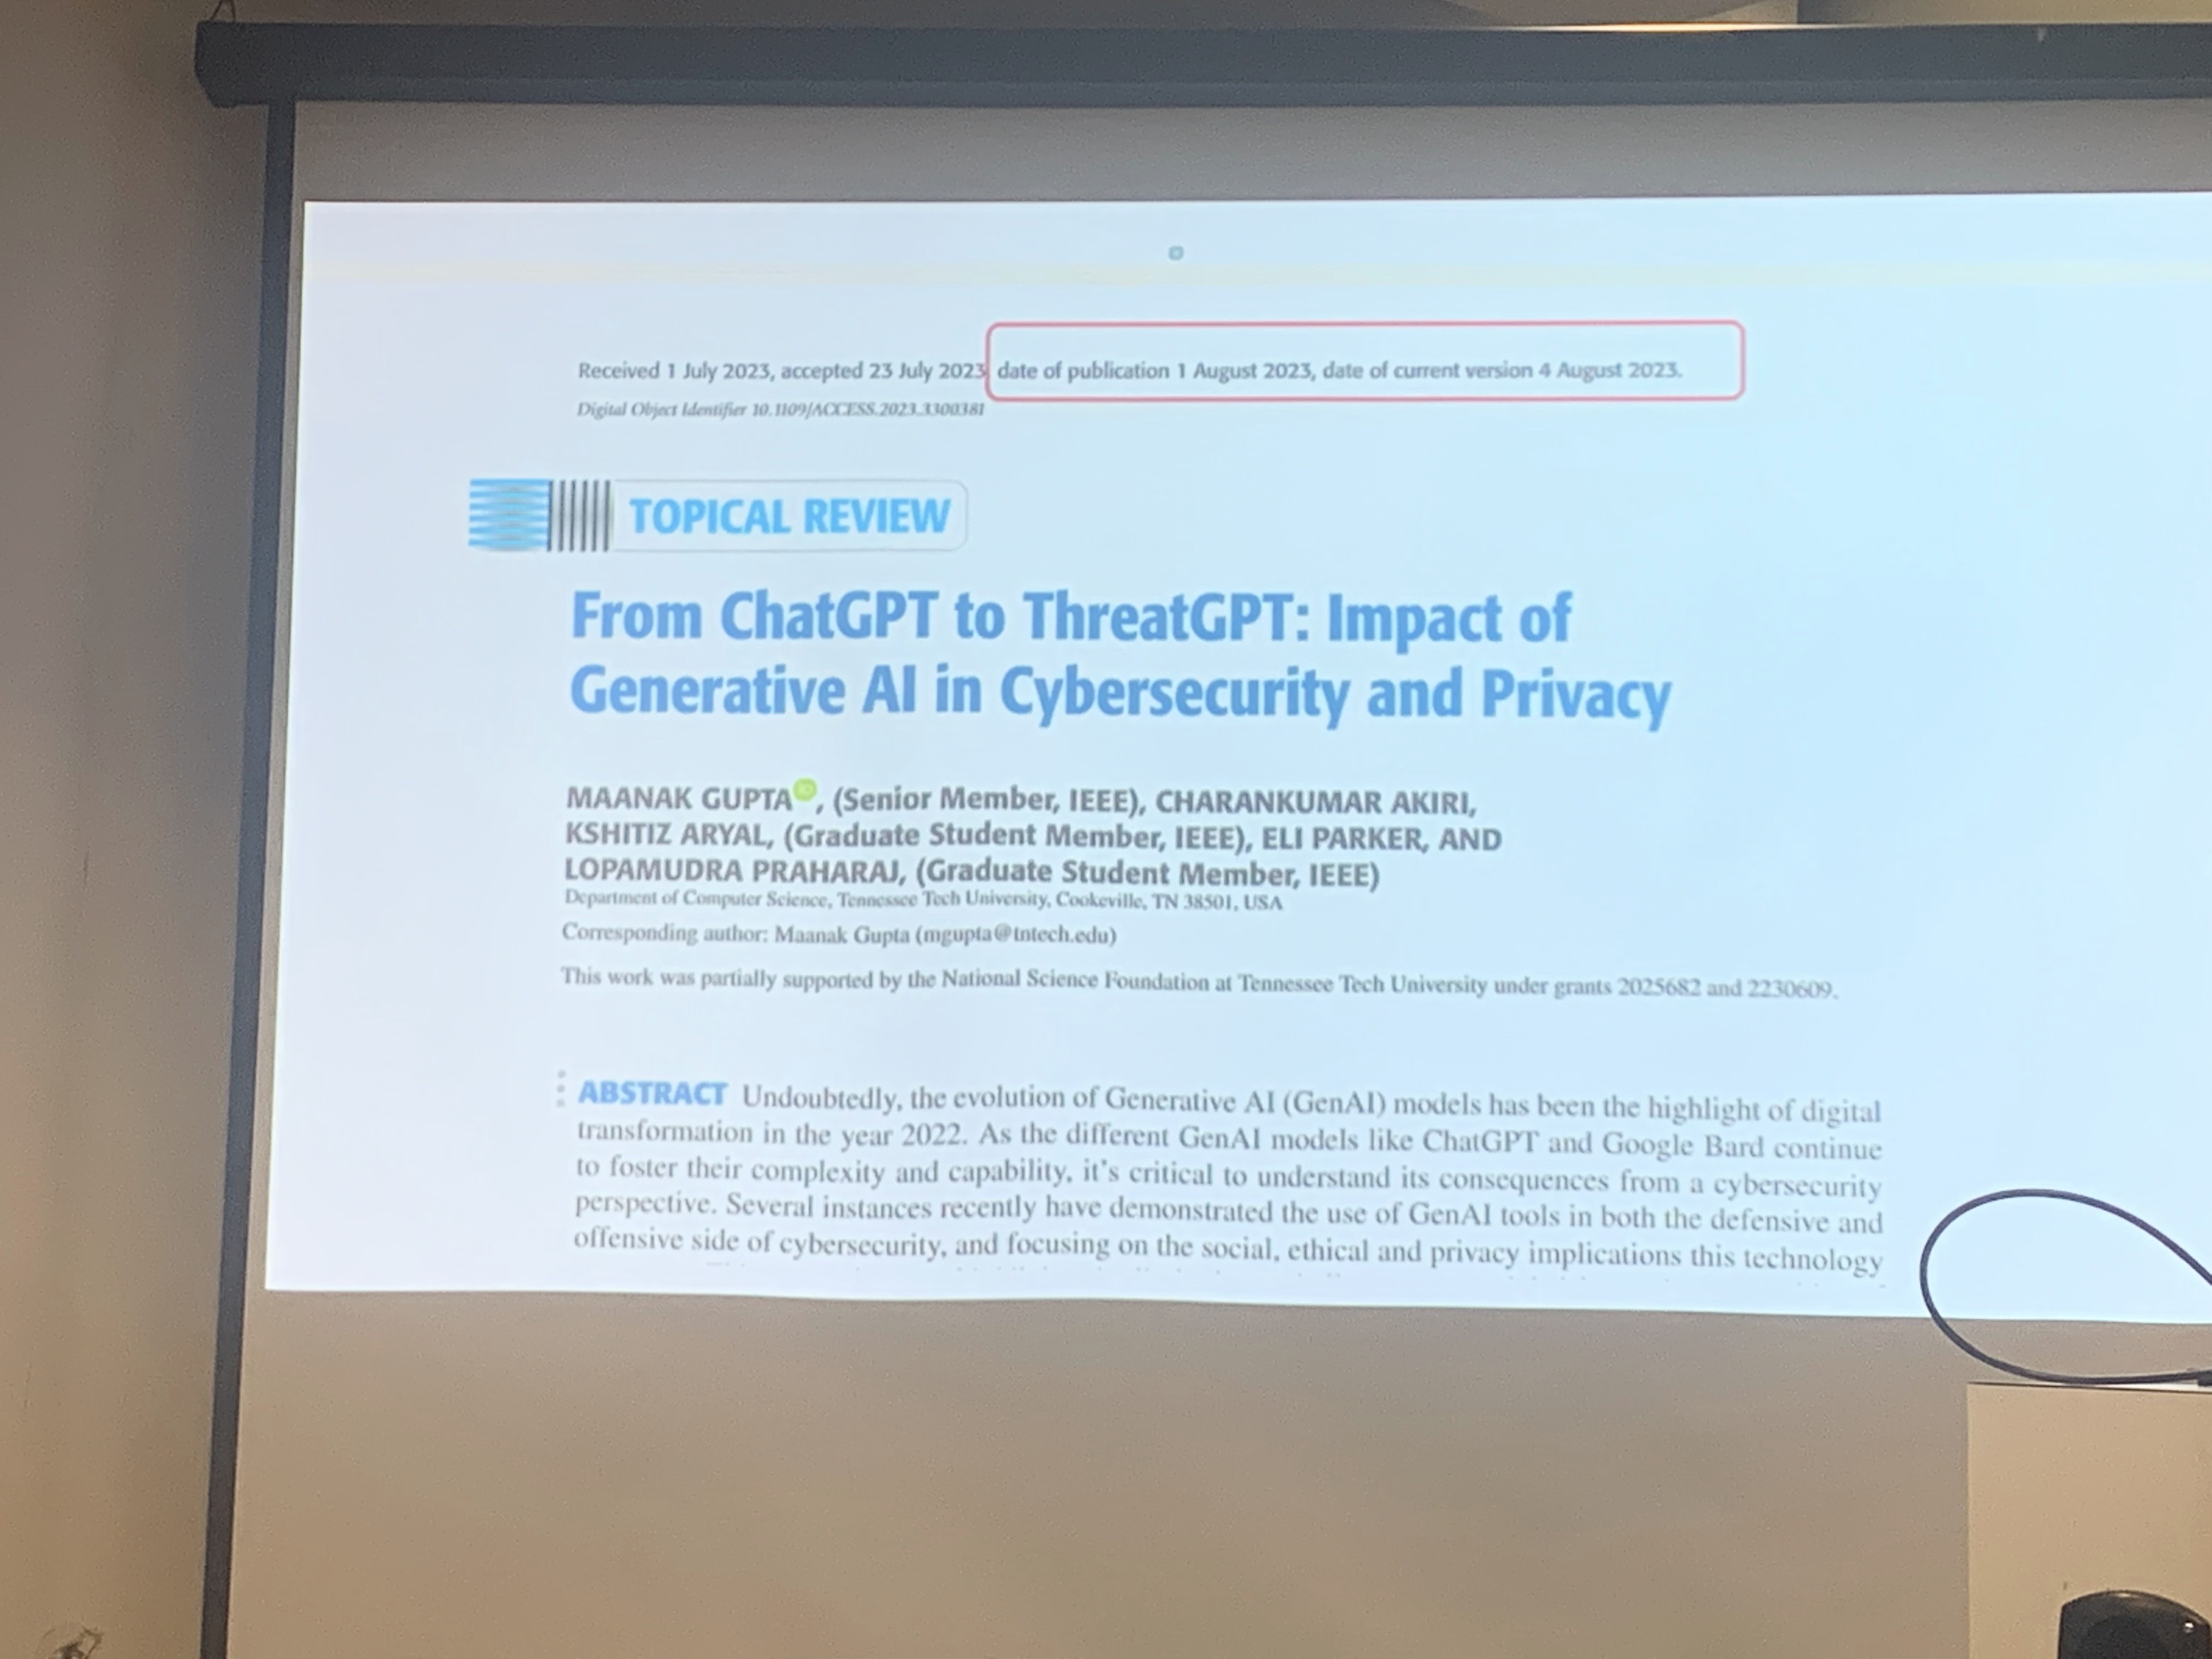 Received 1 July 2023, accepted 23 July 2023, date of publication 1 August 2023, date of current version 4 August 2023.
Digital Object Identifier 10.1109/ACCESS.2023.3300381
TOPICAL REVIEW
From ChatGPT to ThreatGPT: Impact of
Generative AI in Cybersecurity and Privacy
MAANAK GUPTA, (Senior Member, IEEE), CHARANKUMAR AKIRI,
KSHITIZ ARYAL, (Graduate Student Member, IEEE), ELI PARKER, AND
LOPAMUDRA PRAHARAJ, (Graduate Student Member, IEEE)
Department of Computer Science, Tennessee Tech University, Cookeville, TN 38501, USA
Corresponding author: Maanak Gupta (mgupta@tntech.edu)
This work was partially supported by the National Science Foundation at Tennessee Tech University under grants 2025682 and 2230609.
ABSTRACT Undoubtedly, the evolution of Generative AI (GenAI) models has been the highlight of digital
transformation in the year 2022. As the different GenAI models like ChatGPT and Google Bard continue
to foster their complexity and capability, it's critical to understand its consequences from a cybersecurity
perspective. Several instances recently have demonstrated the use of GenAI tools in both the defensive and
offensive side of cybersecurity, and focusing on the social, ethical and privacy implications this technology